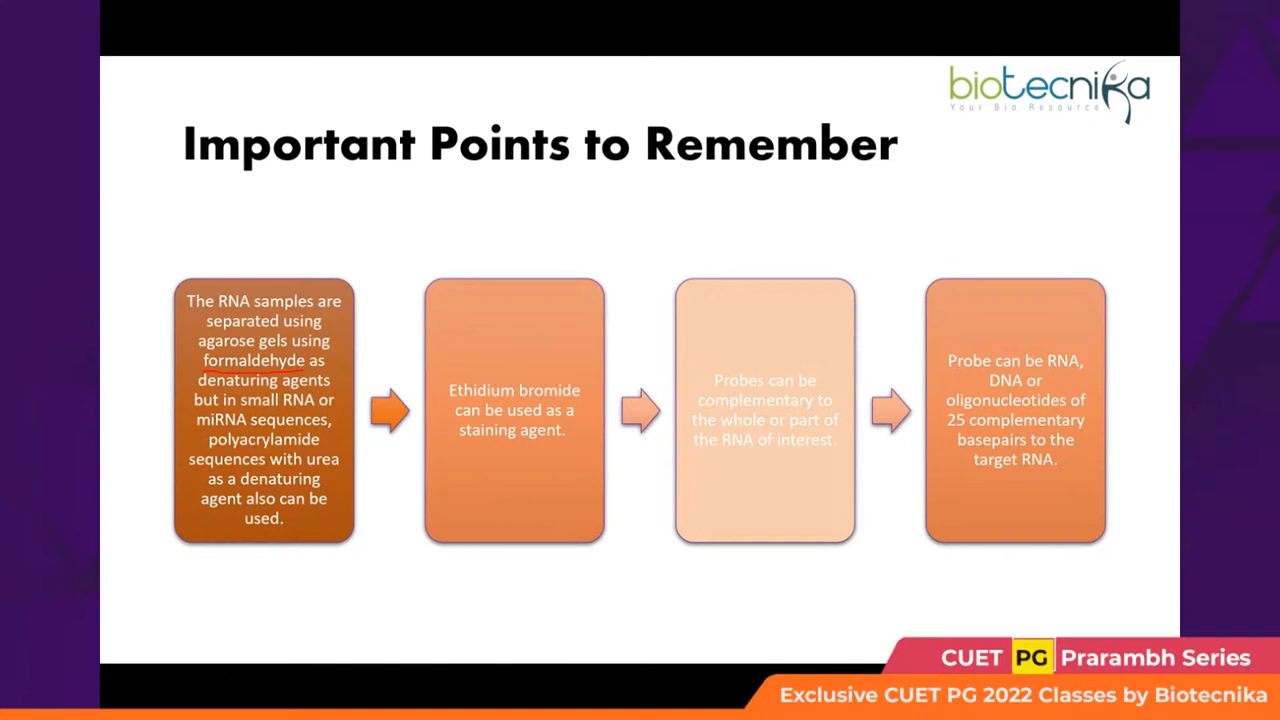 biotecnika
Your Bio Resource
Important Points to Remember
The RNA samples are
separated using
agarose gels using
formaldehyde as
denaturing agents
but in small RNA or
miRNA sequences,
polyacrylamide
sequences with urea
as a denaturing
agent also can be
used.
Ethidium bromide
can be used as a
staining agent.
Probes can be
complementary to
the whole or part of
the RNA of interest.
Probe can be RNA,
DNA or
oligonucleotides of
25 complementary
basepairs to the
target RNA.
CUET PG Prarambh Series
Exclusive CUET PG 2022 Classes by Biotecnika